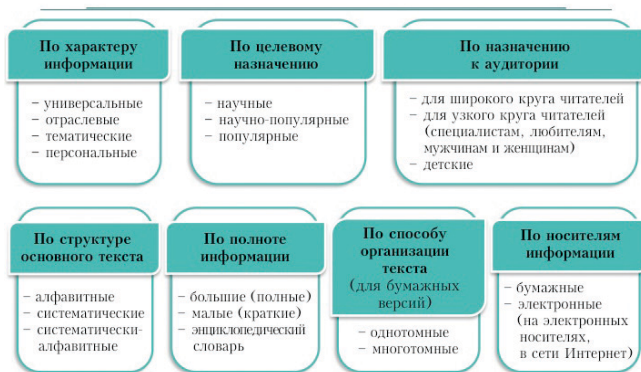 По характеру
информации
– универсальные
– отраслевые
– тематические
– персональные
По целевому
назначению
– научные
– научно-популярные
– популярные
По назначению
к аудитории
– для широкого круга читателей
– для узкого круга читателей
(специалистам, любителям,
мужчинам и женщинам)
– детские
По структуре
основного текста
– алфавитные
– систематические
– систематически-
алфавитные
По полноте
информации
– большие (полные)
– малые (краткие)
– энциклопедический
словарь
По способу
организации
текста
(для бумажных
версий)
– однотомные
– многотомные
По носителям
информации
– бумажные
– электронные
(на электронных
носителях,
в сети Интернет)